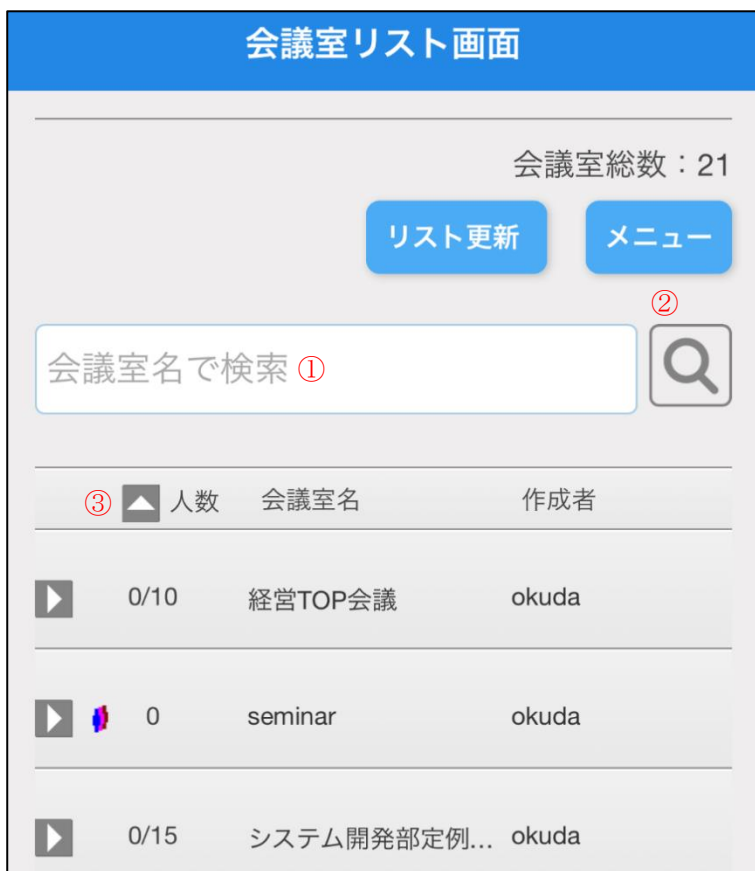 会議室リスト画面
会議室総数：21
リスト更新 メニュー
②
会議室名で検索 ①
③ 人数 会議室名 作成者
0/10 経営TOP会議 okuda
0 seminar okuda
0/15 システム開発部定例... okuda